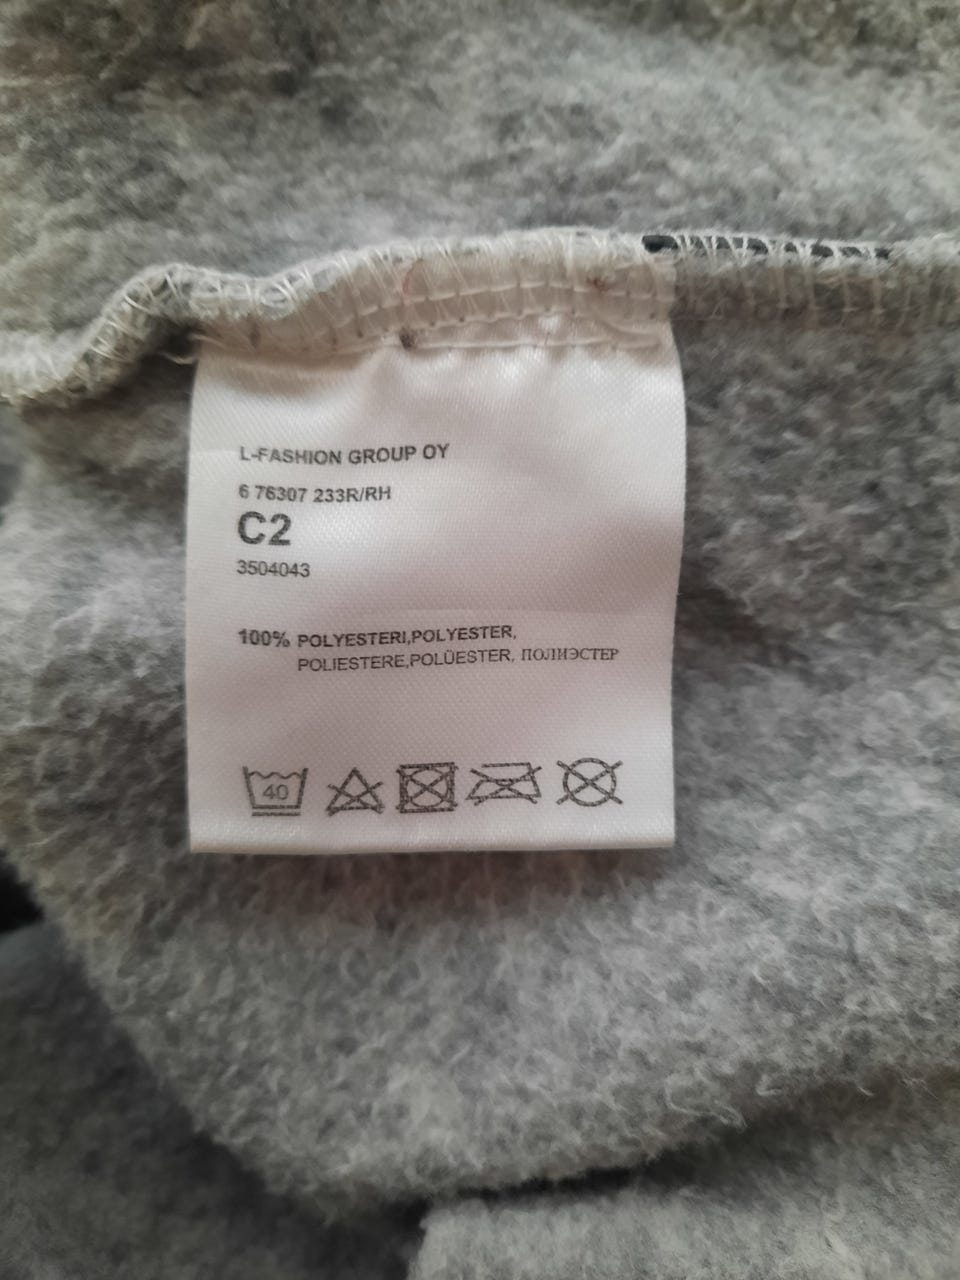 L-FASHION GROUP OY
6 76307 233R/RH
C2
3504043
100% POLYESTERI,POLYESTER,
POLIESTERE,POLÜESTER, ПОЛИЭСТЕР
40